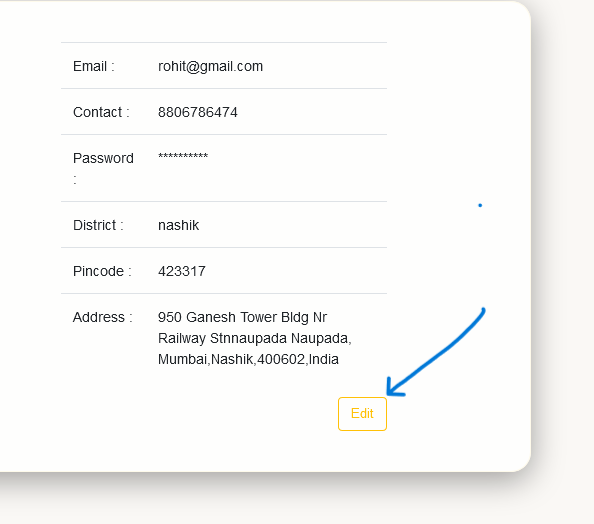 Email : rohit@gmail.com
Contact : 8806786474
Password : **********
District : nashik
Pincode : 423317
Address : 950 Ganesh Tower Bldg Nr
Railway Stnnaupada Naupada,
Mumbai,Nashik,400602,India
Edit